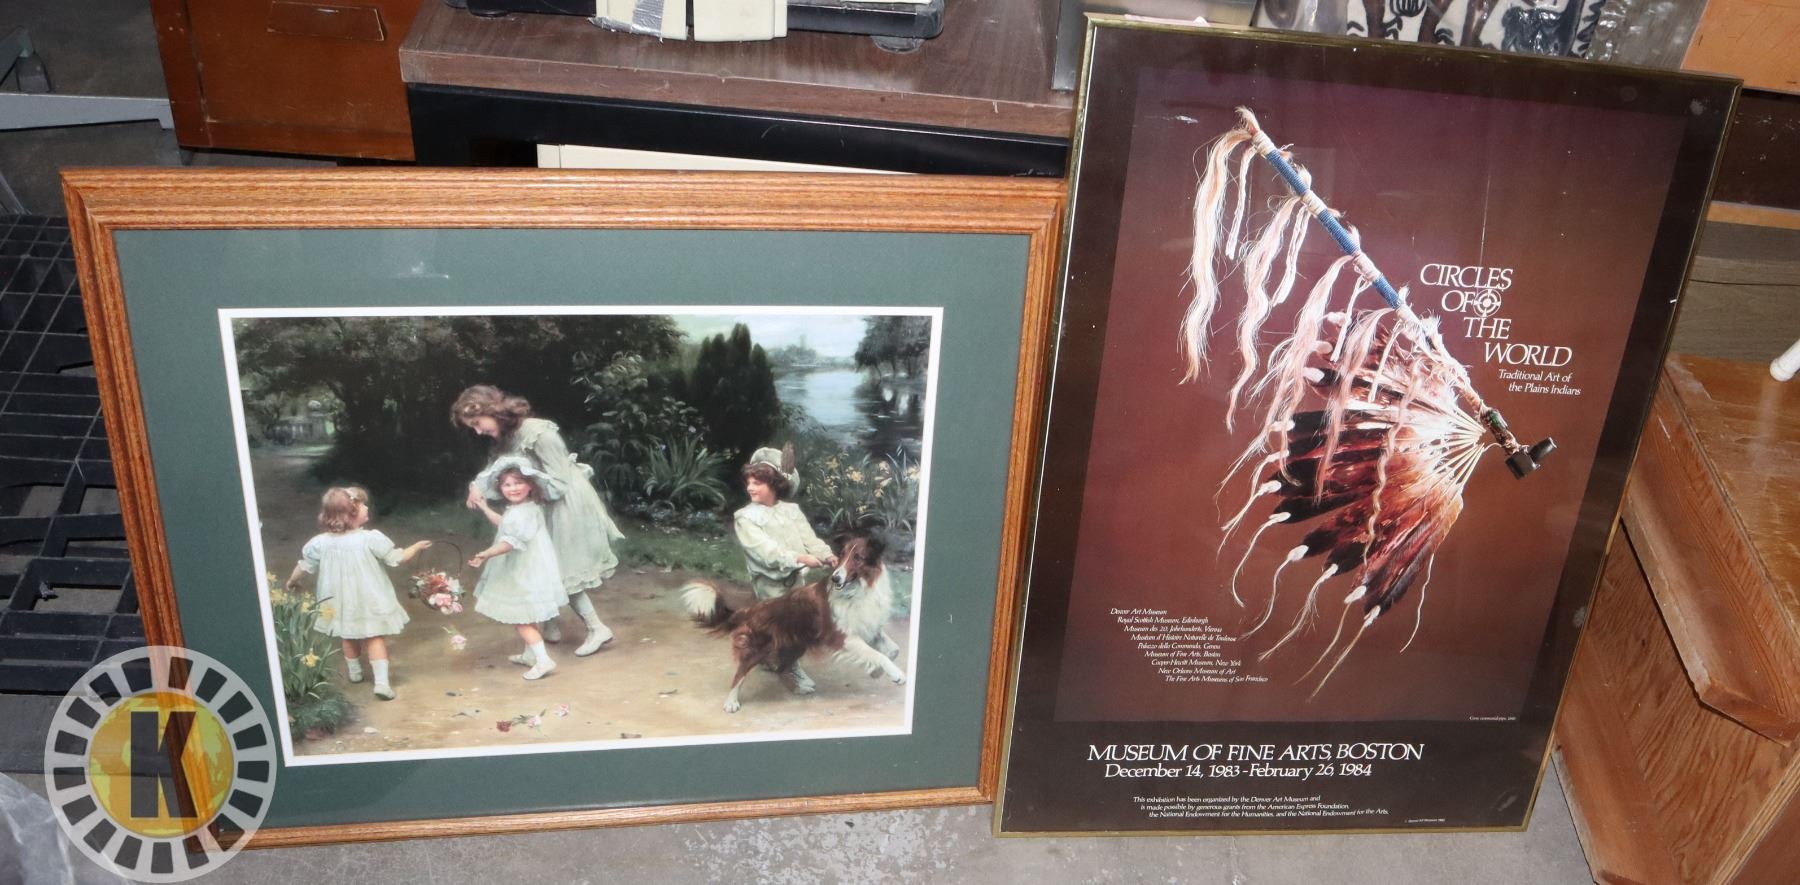 CIRCLES
OF
THE
WORLD
Traditional Art of
the Plains Indians
Denver Art Museum
Royal Scottish Museum, Edinburgh
Museum des 20. Jahrhunderts, Vienna
Muséum d'Histoire Naturelle de Toulouse
Palazzo della Commenda, Genoa
Museum of Fine Arts, Boston
Cooper-Hewitt Museum, New York
New Orleans Museum of Art
The Fine Arts Museums of San Francisco
MUSEUM OF FINE ARTS, BOSTON
December 14, 1983 - February 26, 1984
This exhibition has been organized by the Denver Art Museum and
is made possible by generous grants from the American Express Foundation,
the National Endowment for the Humanities, and the National Endowment for the Arts.
K